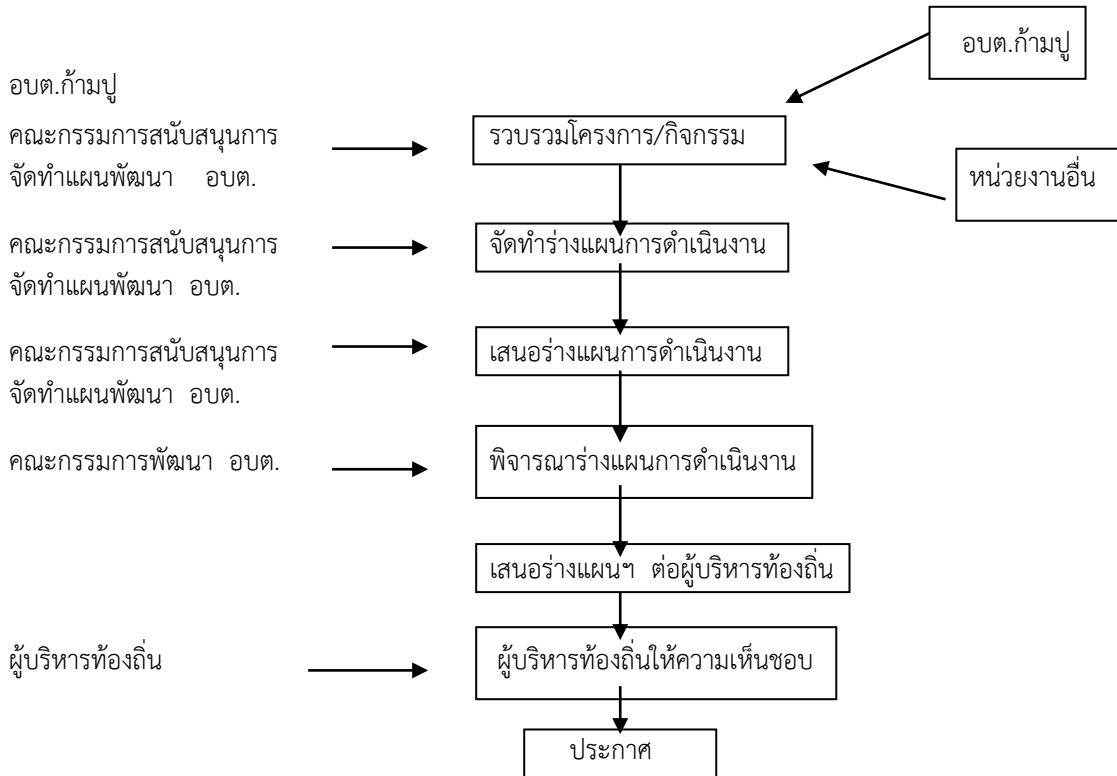 อบต.ก้ามปู
อบต.ก้ามปู
คณะกรรมการสนับสนุนการ
จัดทำแผนพัฒนา อบต.
รวบรวมโครงการ/กิจกรรม
หน่วยงานอื่น
คณะกรรมการสนับสนุนการ
จัดทำแผนพัฒนา อบต.
จัดทำร่างแผนการดำเนินงาน
คณะกรรมการสนับสนุนการ
จัดทำแผนพัฒนา อบต.
เสนอร่างแผนการดำเนินงาน
คณะกรรมการพัฒนา อบต.
พิจารณาร่างแผนการดำเนินงาน
เสนอร่างแผนฯ ต่อผู้บริหารท้องถิ่น
ผู้บริหารท้องถิ่น
ผู้บริหารท้องถิ่นให้ความเห็นชอบ
ประกาศ